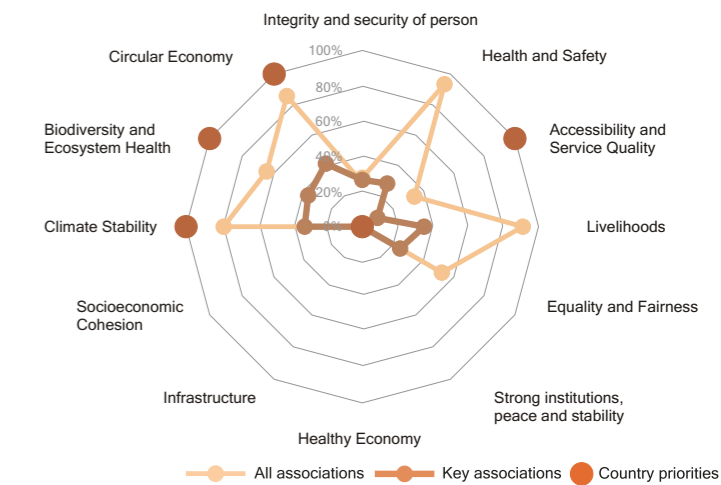 Integrity and security of person
Circular Economy
Health and Safety
100%
80%
60%
40%
20%
0%
Biodiversity and
Ecosystem Health
Accessibility and
Service Quality
Climate Stability
Livelihoods
Socioeconomic
Cohesion
Equality and Fairness
Infrastructure
Strong institutions,
peace and stability
Healthy Economy
All associations
Key associations
Country priorities